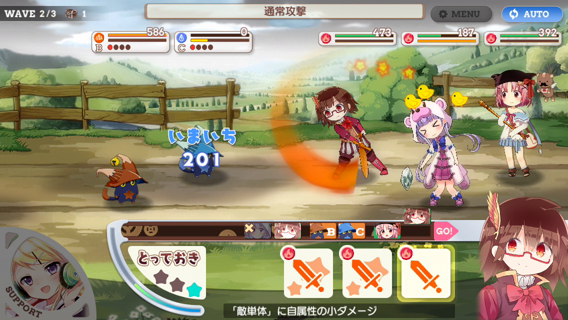 WAVE 2/3 1
通常攻撃
MENU
AUTO
B 586
C 0
473
187
392
いまいち
201
B C GO!
とっておき
SUPPORT
「敵単体」に自属性の小ダメージ